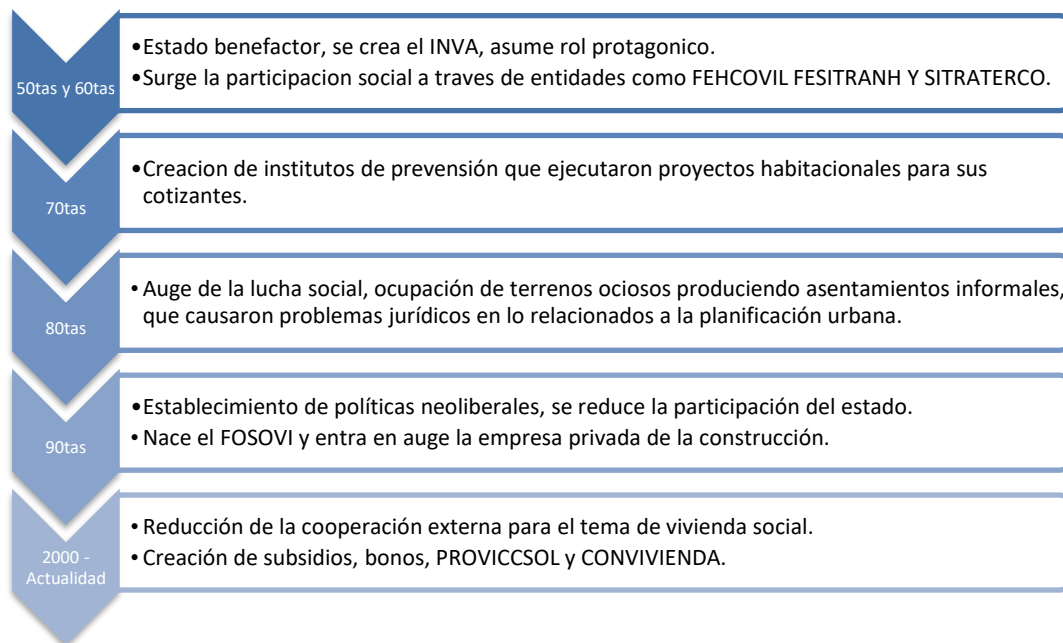 50tas y 60tas
•Estado benefactor, se crea el INVA, asume rol protagonico.
•Surge la participacion social a traves de entidades como FEHCOVIL FESITRANH Y SITRATERCO.
70tas
•Creacion de institutos de prevensión que ejecutaron proyectos habitacionales para sus
cotizantes.
80tas
• Auge de la lucha social, ocupación de terrenos ociosos produciendo asentamientos informales,
que causaron problemas jurídicos en lo relacionados a la planificación urbana.
90tas
•Establecimiento de políticas neoliberales, se reduce la participación del estado.
• Nace el FOSOVI y entra en auge la empresa privada de la construcción.
2000 -
Actualidad
• Reducción de la cooperación externa para el tema de vivienda social.
• Creación de subsidios, bonos, PROVICCSOL y CONVIVIENDA.